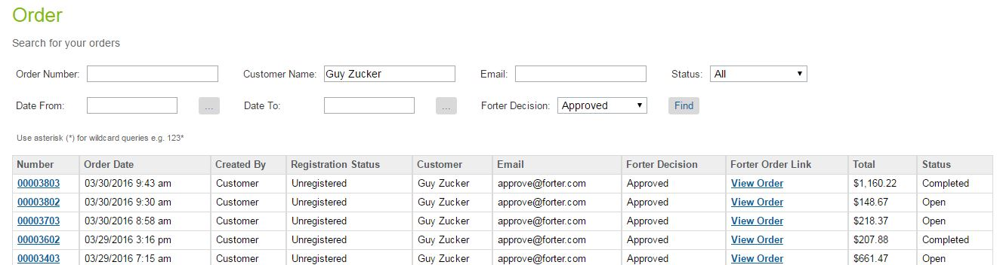 Order
Search for your orders
Order Number: Customer Name: Guy Zucker Email: Status: All
Date From: ... Date To: ... Forter Decision: Approved Find
Use asterisk (*) for wildcard queries e.g. 123*
Number Order Date Created By Registration Status Customer Email Forter Decision Forter Order Link Total Status
00003803 03/30/2016 9:43 am Customer Unregistered Guy Zucker approve@forter.com Approved View Order $1,160.22 Completed
00003802 03/30/2016 9:30 am Customer Unregistered Guy Zucker approve@forter.com Approved View Order $148.67 Open
00003703 03/30/2016 8:58 am Customer Unregistered Guy Zucker approve@forter.com Approved View Order $218.37 Open
00003602 03/29/2016 3:16 pm Customer Unregistered Guy Zucker approve@forter.com Approved View Order $207.88 Completed
00003403 03/29/2016 7:15 am Customer Unregistered Guy Zucker approve@forter.com Approved View Order $661.47 Open